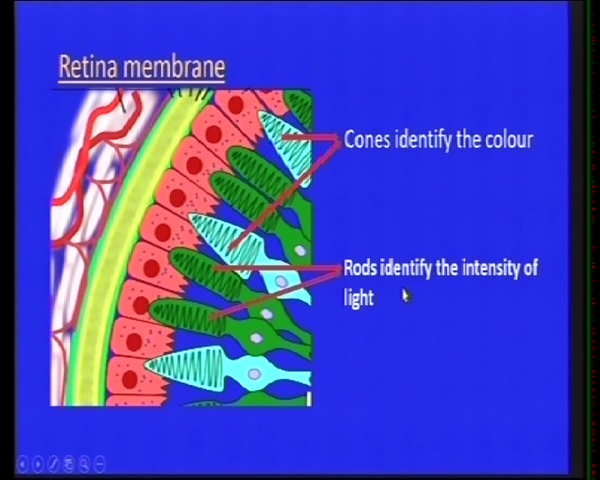 Retina membrane
Cones identify the colour
Rods identify the intensity of
light